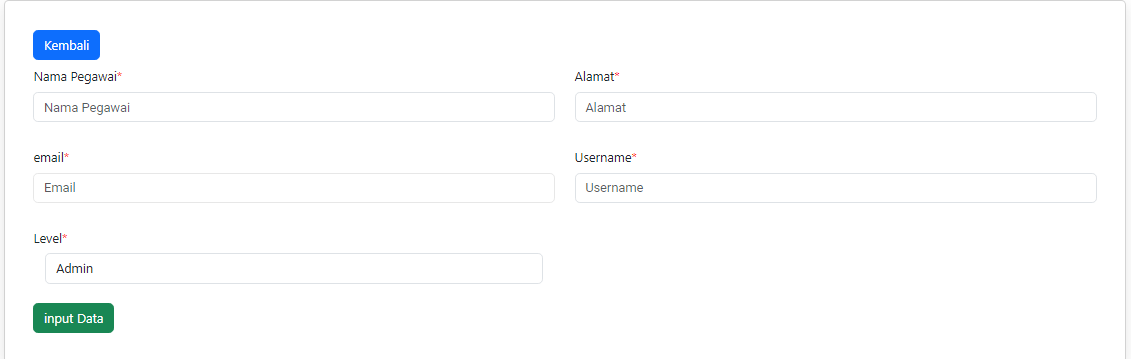 Kembali
Nama Pegawai* Alamat*
Nama Pegawai Alamat
email* Username*
Email Username
Level*
Admin
input Data